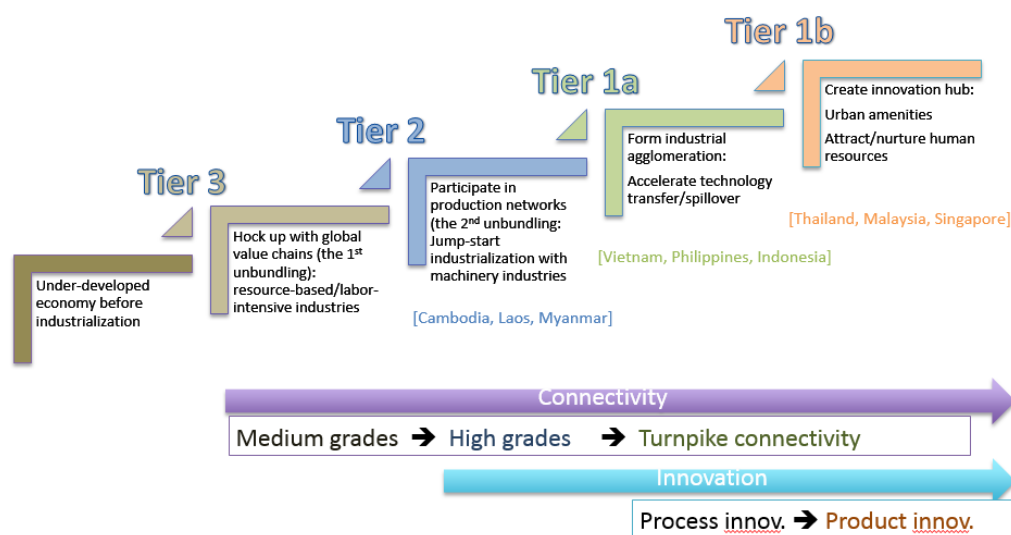 Tier 1b
Create innovation hub:
Urban amenities
Attract/nurture human
resources
[Thailand, Malaysia, Singapore]
Tier 1a
Form industrial
agglomeration:
Accelerate technology
transfer/spillover
[Vietnam, Philippines, Indonesia]
Tier 2
Participate in
production networks
(the 2nd unbundling:
Jump-start
industrialization with
machinery industries
[Cambodia, Laos, Myanmar]
Tier 3
Hock up with global
value chains (the 1st
unbundling):
resource-based/labor-
intensive industries
Under-developed
economy before
industrialization
Connectivity
Medium grades ➔ High grades ➔ Turnpike connectivity
Innovation
Process innov. ➔ Product innov.